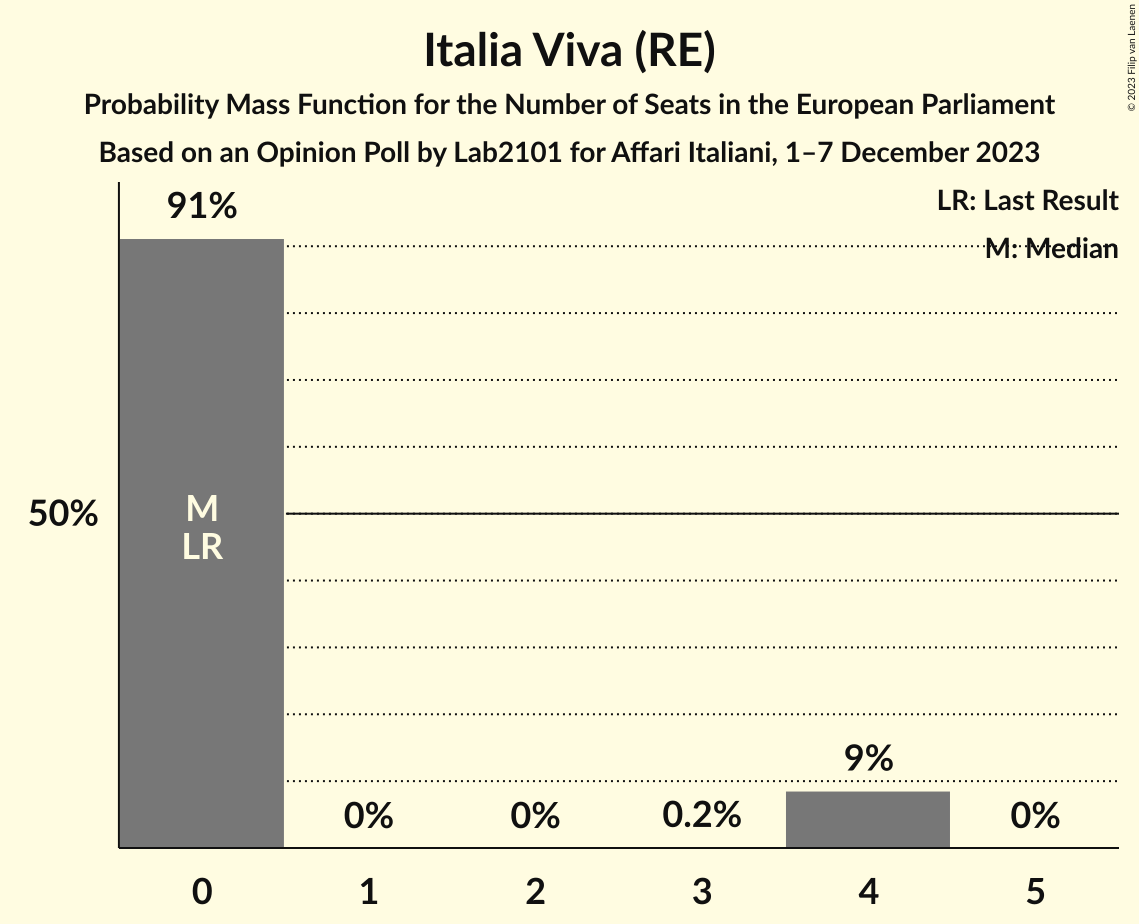 Italia Viva (RE)
Probability Mass Function for the Number of Seats in the European Parliament
Based on an Opinion Poll by Lab2101 for Affari Italiani, 1–7 December 2023
© 2023 Filip van Laenen
LR: Last Result
M: Median
91%
50%
M
LR
0%
0%
0.2%
9%
0%
0
1
2
3
4
5